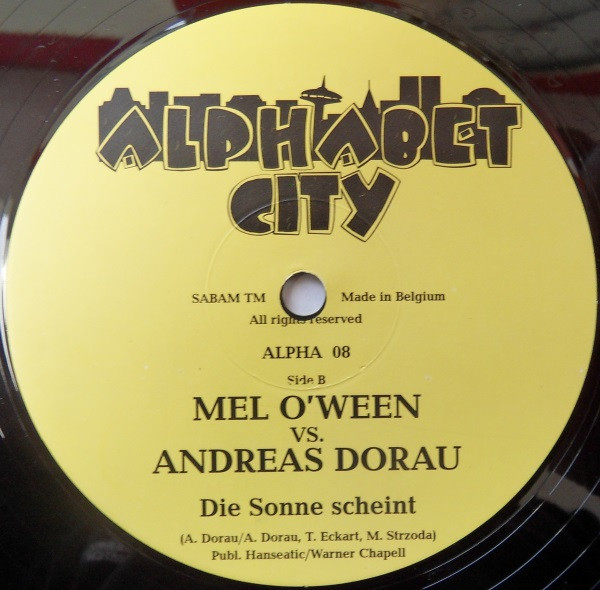 ALPHABET
CITY
SABAM TM Made in Belgium
All rights reserved
ALPHA 08
Side B
MEL O'WEEN
VS.
ANDREAS DORAU
Die Sonne scheint
(A. Dorau/A. Dorau, T. Eckart, M. Strzoda)
Publ. Hanseatic/Warner Chapell